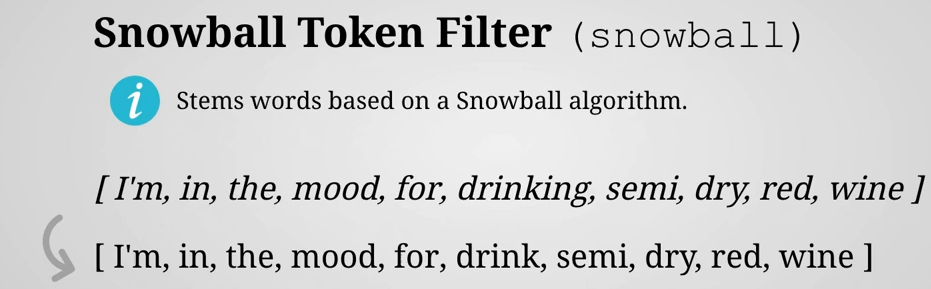 Snowball Token Filter (snowball)
i Stems words based on a Snowball algorithm.
[ I'm, in, the, mood, for, drinking, semi, dry, red, wine ]
[ I'm, in, the, mood, for, drink, semi, dry, red, wine ]